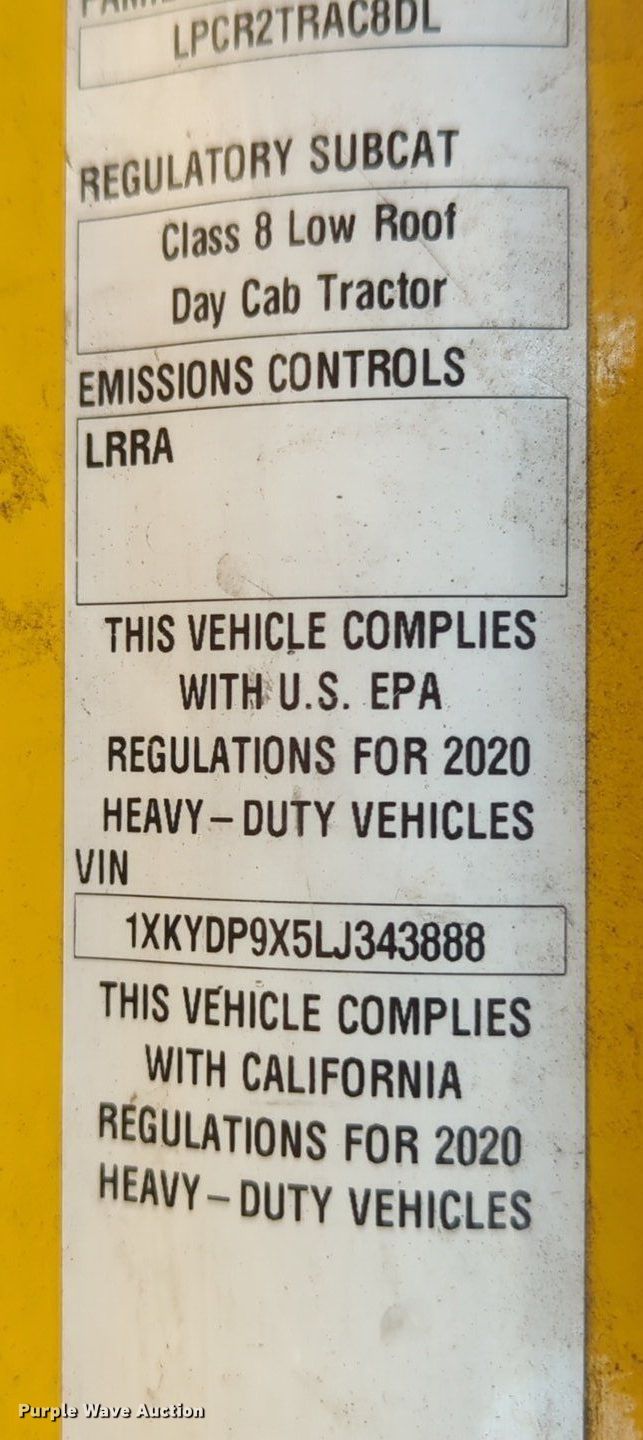 LPCR2TRAC8DL
REGULATORY SUBCAT
Class 8 Low Roof
Day Cab Tractor
EMISSIONS CONTROLS
LRRA
THIS VEHICLE COMPLIES
WITH U.S. EPA
REGULATIONS FOR 2020
HEAVY-DUTY VEHICLES
VIN
1XKYDP9X5LJ343888
THIS VEHICLE COMPLIES
WITH CALIFORNIA
REGULATIONS FOR 2020
HEAVY-DUTY VEHICLES
Purple Wave Auction